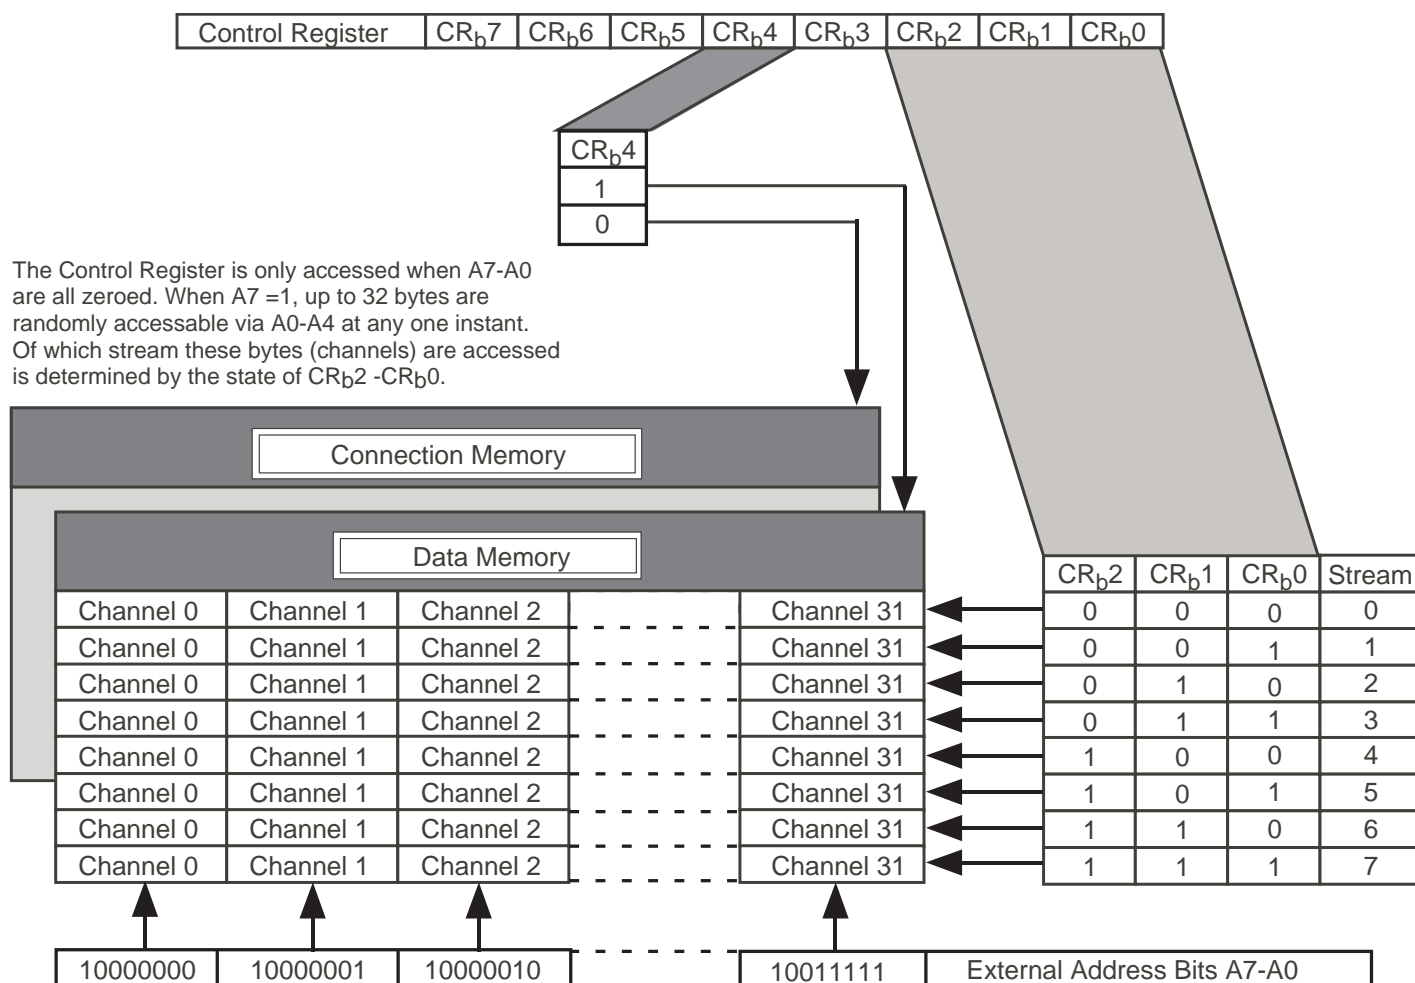 Control Register CRb7 CRb6 CRb5 CRb4 CRb3 CRb2 CRb1 CRb0
CRb4
1
0
The Control Register is only accessed when A7-A0
are all zeroed. When A7 =1, up to 32 bytes are
randomly accessable via A0-A4 at any one instant.
Of which stream these bytes (channels) are accessed
is determined by the state of CRb2 -CRb0.
Connection Memory
Data Memory
CRb2 CRb1 CRb0 Stream
Channel 0 Channel 1 Channel 2 Channel 31 0 0 0 0
Channel 0 Channel 1 Channel 2 Channel 31 0 0 1 1
Channel 0 Channel 1 Channel 2 Channel 31 0 1 0 2
Channel 0 Channel 1 Channel 2 Channel 31 0 1 1 3
Channel 0 Channel 1 Channel 2 Channel 31 1 0 0 4
Channel 0 Channel 1 Channel 2 Channel 31 1 0 1 5
Channel 0 Channel 1 Channel 2 Channel 31 1 1 0 6
Channel 0 Channel 1 Channel 2 Channel 31 1 1 1 7
10000000 10000001 10000010 10011111 External Address Bits A7-A0